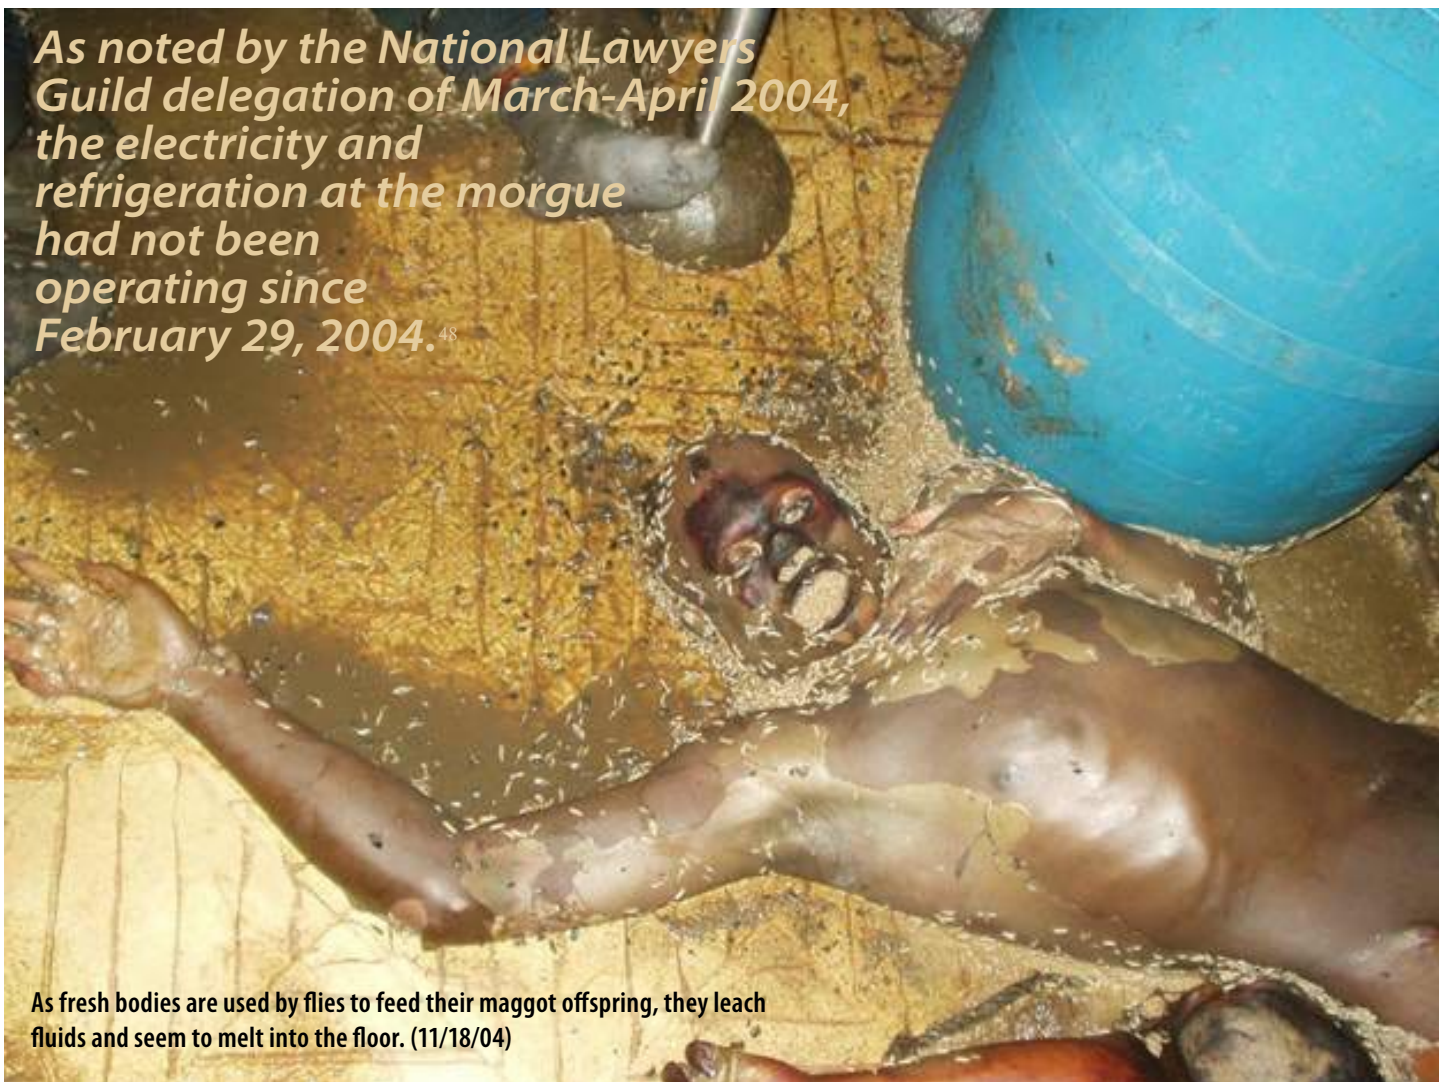 As noted by the National Lawyers
Guild delegation of March-April 2004,
the electricity and
refrigeration at the morgue
had not been
operating since
February 29, 2004.48
As fresh bodies are used by flies to feed their maggot offspring, they leach
fluids and seem to melt into the floor. (11/18/04)